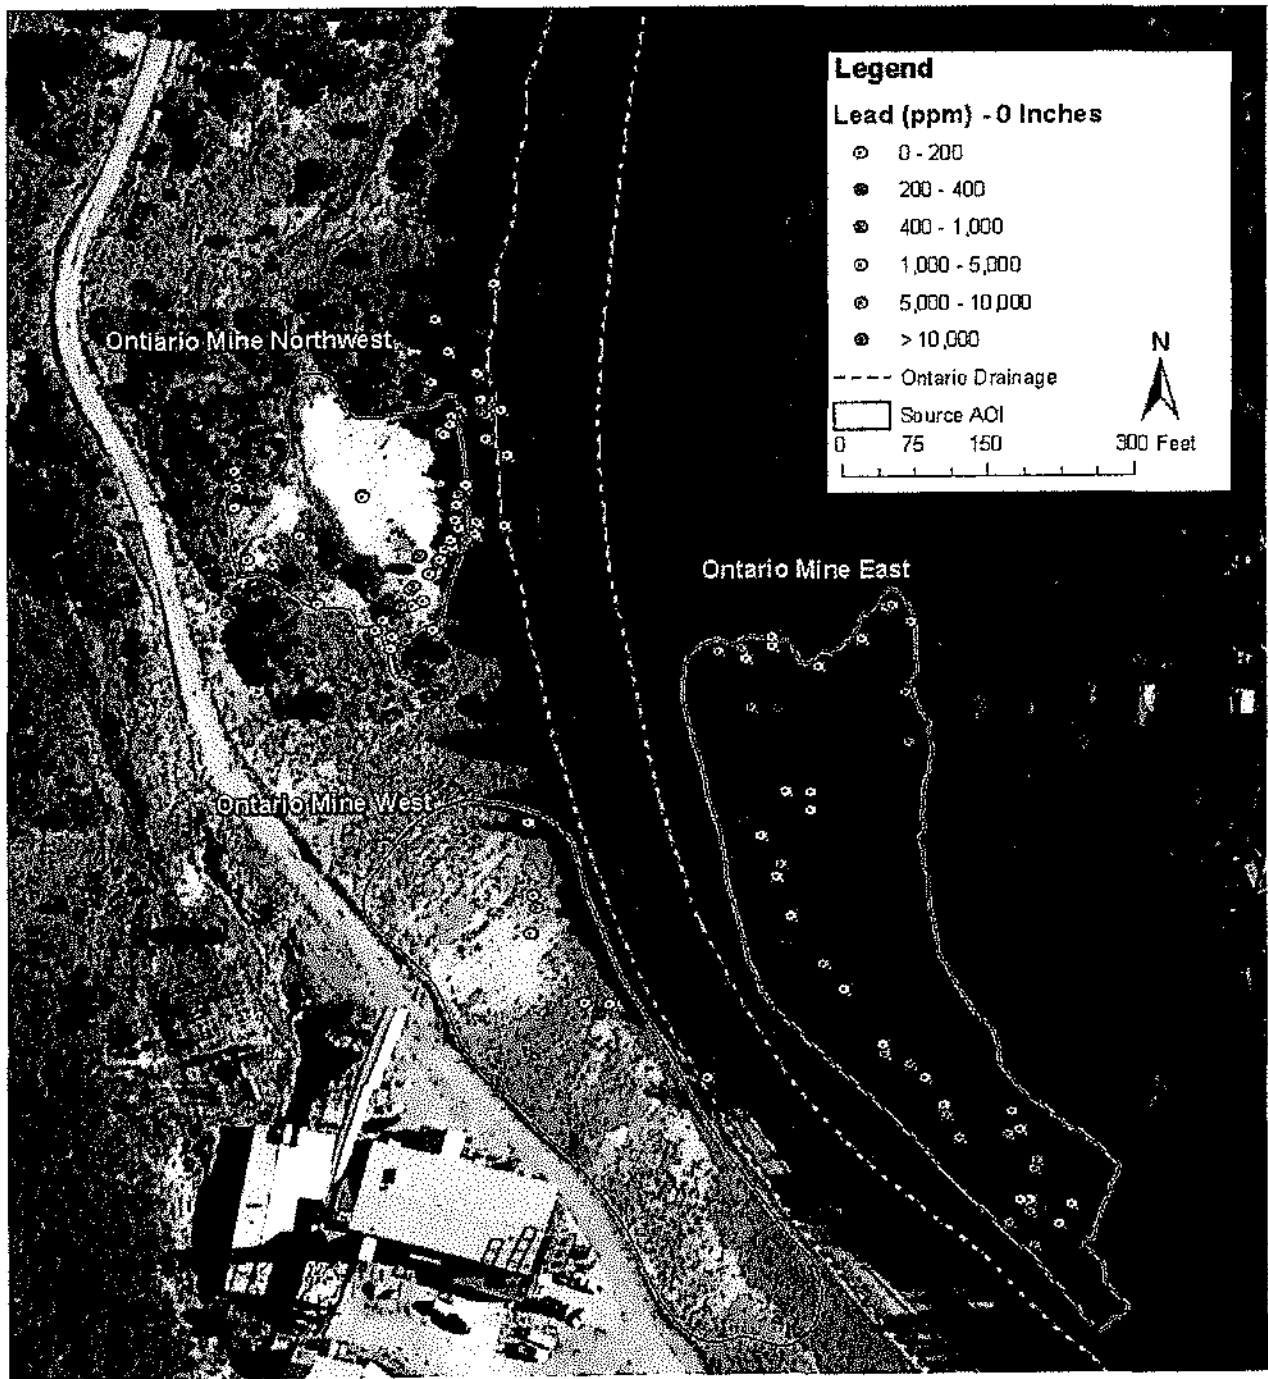 Legend
Lead (ppm) - 0 Inches
0 - 200
200 - 400
400 - 1,000
1,000 - 5,000
5,000 - 10,000
> 10,000
Ontario Drainage
Source AOI
N
0 75 150 300 Feet
Ontiario Mine Northwest
Ontario Mine East
Ontario Mine West